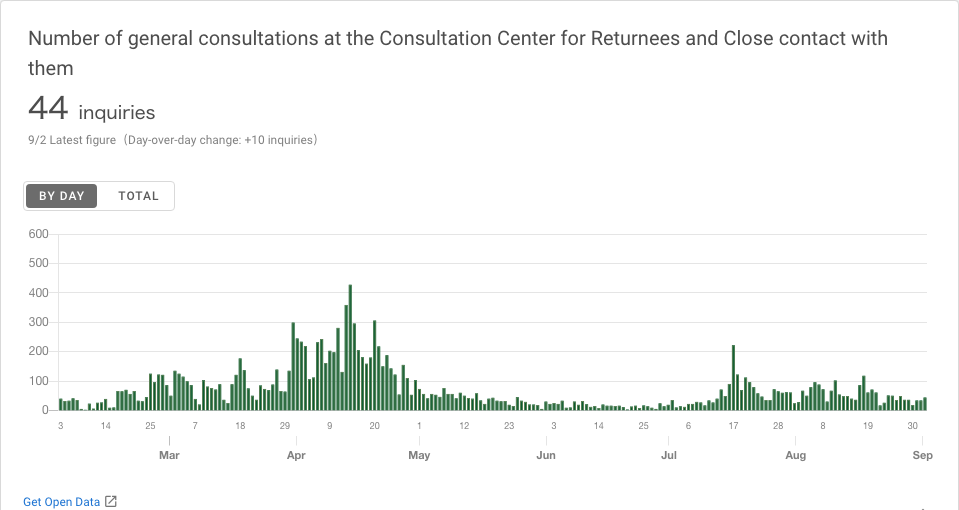 Number of general consultations at the Consultation Center for Returnees and Close contact with
them
44 inquiries
9/2 Latest figure (Day-over-day change: +10 inquiries)
BY DAY TOTAL
600
500
400
300
200
100
0
3 14 25 7 18 29 9 20 1 12 23 3 14 25 6 17 28 8 19 30
Mar Apr May Jun Jul Aug Sep
Get Open Data